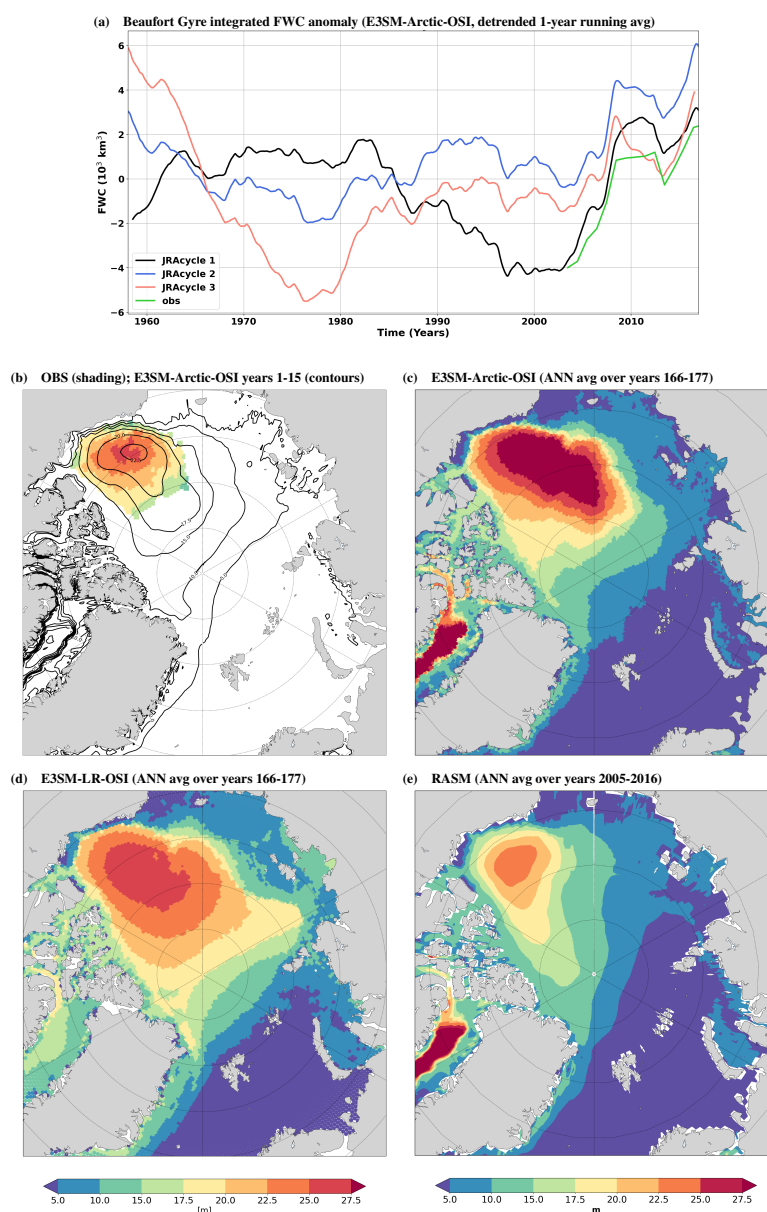 (a) Beaufort Gyre integrated FWC anomaly (E3SM-Arctic-OSI, detrended 1-year running avg)
6
4
2
0
−2
−4
−6
FWC (10³ km³)
JRAcycle 1
JRAcycle 2
JRAcycle 3
obs
1960 1970 1980 1990 2000 2010
Time (Years)
(b) OBS (shading); E3SM-Arctic-OSI years 1-15 (contours)
(c) E3SM-Arctic-OSI (ANN avg over years 166-177)
(d) E3SM-LR-OSI (ANN avg over years 166-177)
(e) RASM (ANN avg over years 2005-2016)
5.0 10.0 15.0 17.5 20.0 22.5 25.0 27.5
[m]
5.0 10.0 15.0 17.5 20.0 22.5 25.0 27.5
m